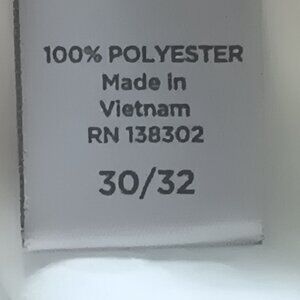 100% POLYESTER
Made in
Vietnam
RN 138302
30/32